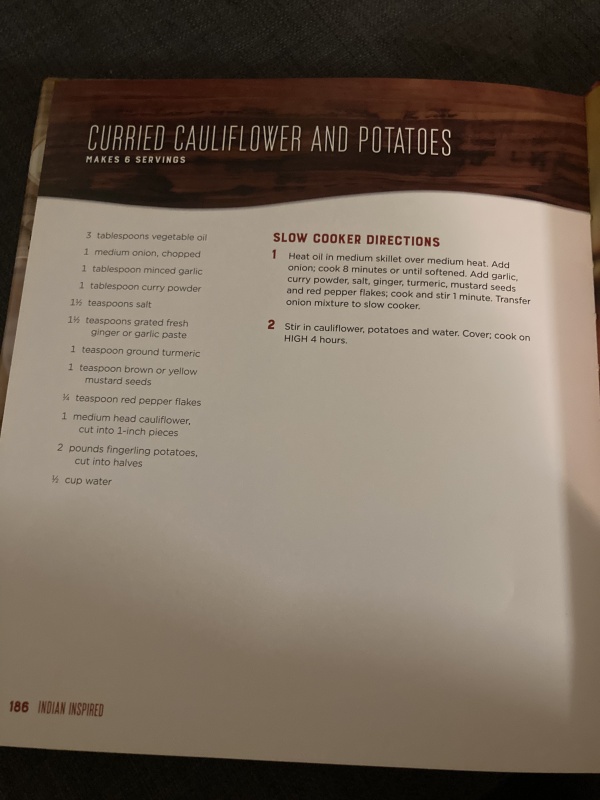 CURRIED CAULIFLOWER AND POTATOES
MAKES 6 SERVINGS
3 tablespoons vegetable oil
1 medium onion, chopped
1 tablespoon minced garlic
1 tablespoon curry powder
1½ teaspoons salt
1½ teaspoons grated fresh
ginger or garlic paste
1 teaspoon ground turmeric
1 teaspoon brown or yellow
mustard seeds
¼ teaspoon red pepper flakes
1 medium head cauliflower,
cut into 1-inch pieces
2 pounds fingerling potatoes,
cut into halves
½ cup water
SLOW COOKER DIRECTIONS
1 Heat oil in medium skillet over medium heat. Add
onion; cook 8 minutes or until softened. Add garlic,
curry powder, salt, ginger, turmeric, mustard seeds
and red pepper flakes; cook and stir 1 minute. Transfer
onion mixture to slow cooker.
2 Stir in cauliflower, potatoes and water. Cover; cook on
HIGH 4 hours.
186 INDIAN INSPIRED